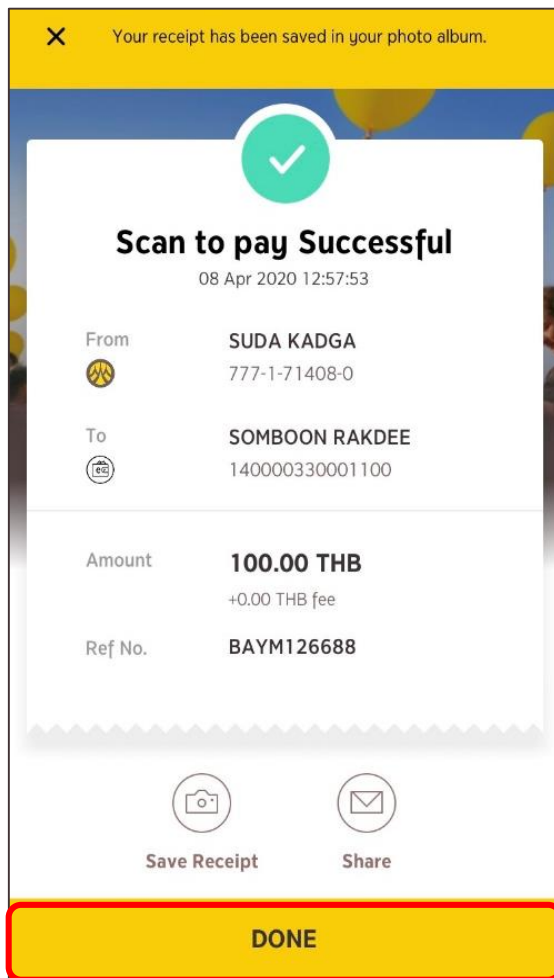 Your receipt has been saved in your photo album.
Scan to pay Successful
08 Apr 2020 12:57:53
From
SUDA KADGA
777-1-71408-0
To
SOMBOON RAKDEE
140000330001100
Amount
100.00 THB
+0.00 THB fee
Ref No.
BAYM126688
Save Receipt
Share
DONE